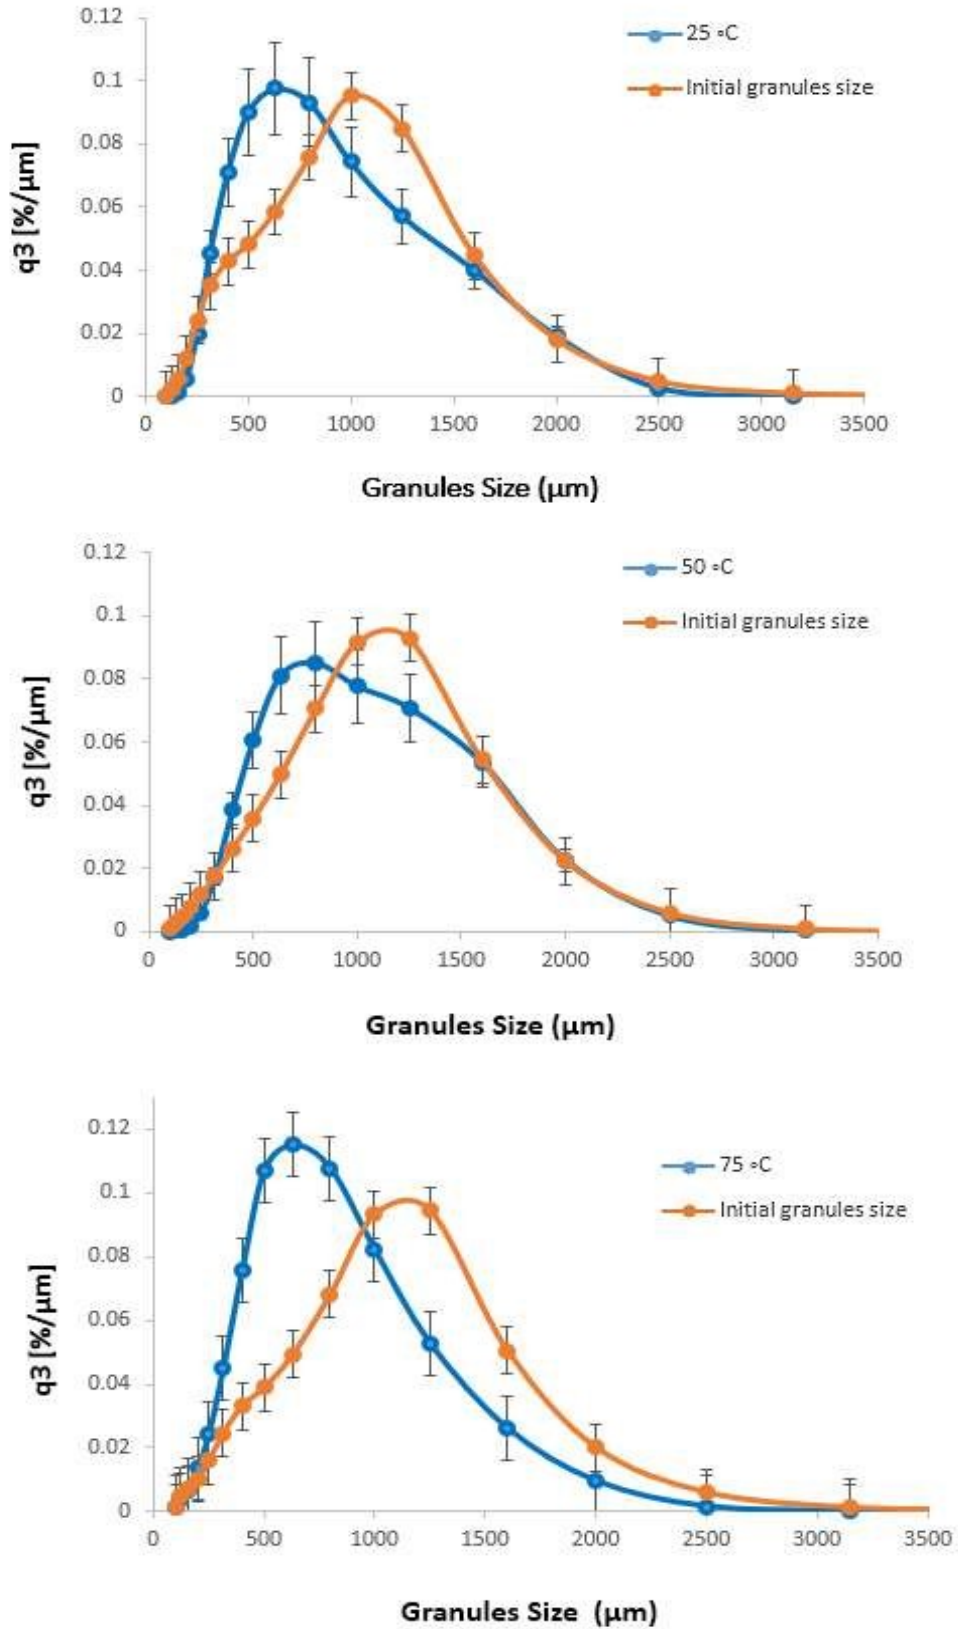 0.12
25 ∘C
0.1
Initial granules size
0.08
q3 [%/µm]
0.06
0.04
0.02
0
0 500 1000 1500 2000 2500 3000 3500
Granules Size (µm)
0.12
50 ∘C
0.1
Initial granules size
0.08
q3 [%/µm]
0.06
0.04
0.02
0
0 500 1000 1500 2000 2500 3000 3500
Granules Size (µm)
0.12
75 ∘C
0.1
Initial granules size
0.08
q3 [%/µm]
0.06
0.04
0.02
0
0 500 1000 1500 2000 2500 3000 3500
Granules Size (µm)